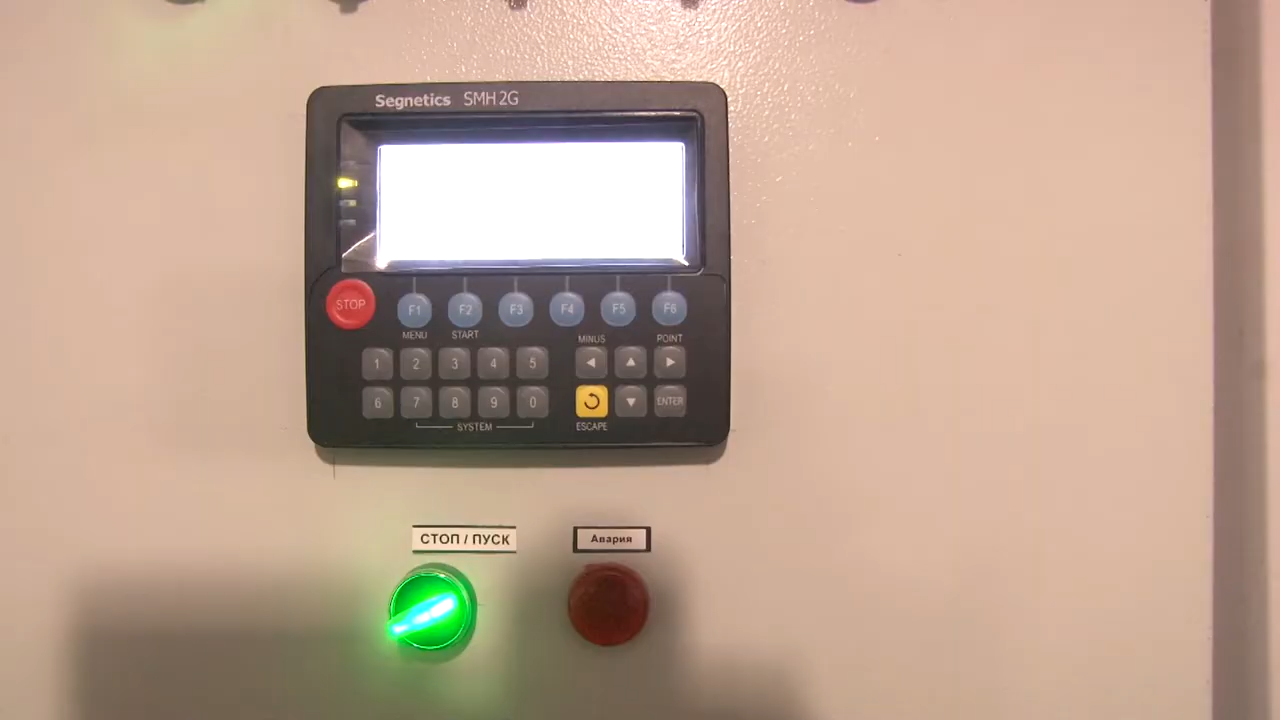 Segnetics SMH 2G
STOP F1 F2 F3 F4 F5 F6
MENU START MINUS POINT
1 2 3 4 5 ◀ ▲ ▶
6 7 8 9 0 ▼ ENTER
SYSTEM ESCAPE
СТОП / ПУСК Авария